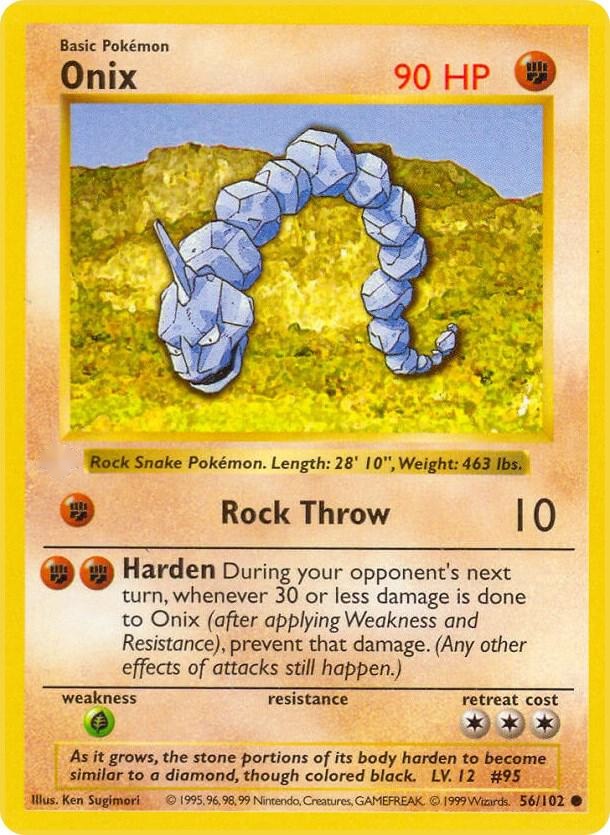 Basic Pokémon
Onix
90 HP
Rock Snake Pokémon. Length: 28' 10", Weight: 463 lbs.
Rock Throw 10
Harden During your opponent's next
turn, whenever 30 or less damage is done
to Onix (after applying Weakness and
Resistance), prevent that damage. (Any other
effects of attacks still happen.)
weakness resistance retreat cost
As it grows, the stone portions of its body harden to become
similar to a diamond, though colored black. LV. 12 #95
Illus. Ken Sugimori © 1995, 96, 98, 99 Nintendo, Creatures, GAMEFREAK. © 1999 Wizards. 56/102